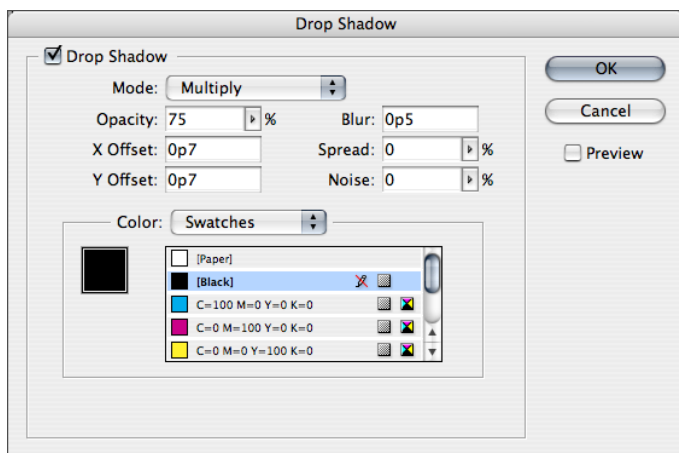 Drop Shadow
Drop Shadow
Mode: Multiply
Opacity: 75 %
Blur: 0p5
X Offset: 0p7
Spread: 0 %
Y Offset: 0p7
Noise: 0 %
Color: Swatches
[Paper]
[Black]
C=100 M=0 Y=0 K=0
C=0 M=100 Y=0 K=0
C=0 M=0 Y=100 K=0
OK
Cancel
Preview